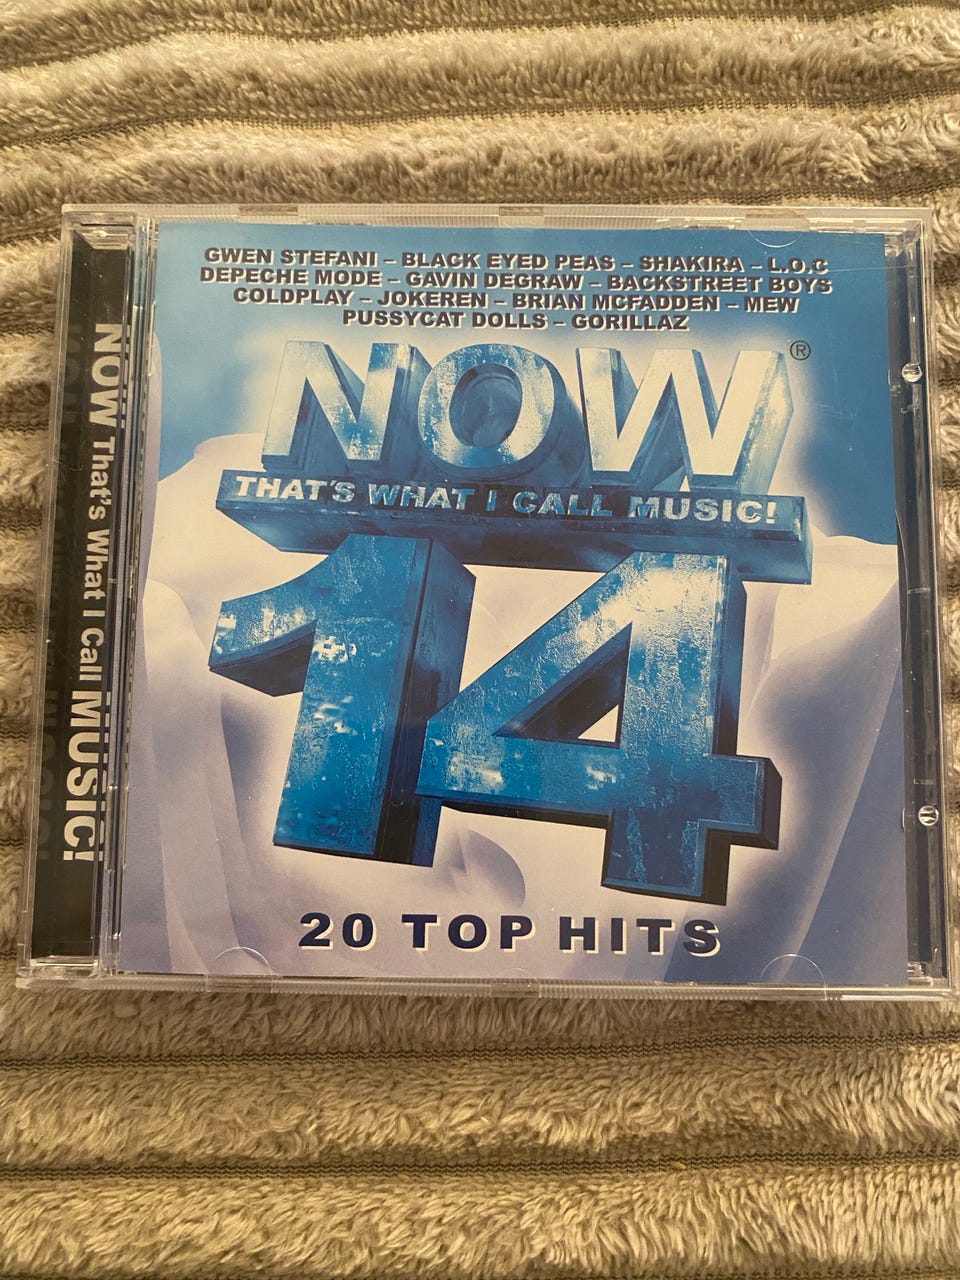 GWEN STEFANI – BLACK EYED PEAS – SHAKIRA – L.O.C
DEPECHE MODE – GAVIN DEGRAW – BACKSTREET BOYS
COLDPLAY – JOKEREN – BRIAN MCFADDEN – MEW
PUSSYCAT DOLLS – GORILLAZ
NOW®
THAT'S WHAT I CALL MUSIC!
14
20 TOP HITS
NOW That's What I Call MUSIC!